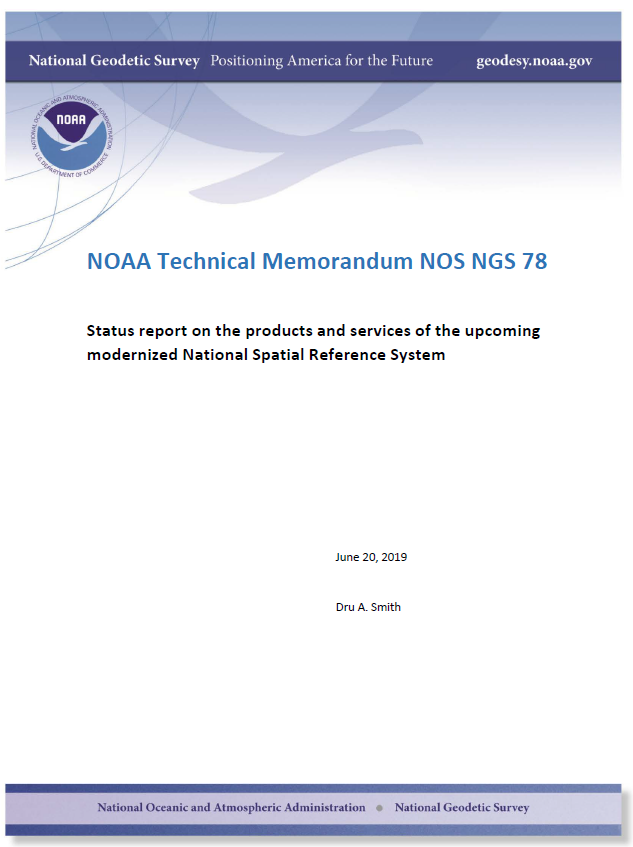 National Geodetic Survey Positioning America for the Future geodesy.noaa.gov
NATIONAL OCEANIC AND ATMOSPHERIC ADMINISTRATION
NOAA
U.S. DEPARTMENT OF COMMERCE
NOAA Technical Memorandum NOS NGS 78
Status report on the products and services of the upcoming
modernized National Spatial Reference System
June 20, 2019
Dru A. Smith
National Oceanic and Atmospheric Administration ● National Geodetic Survey